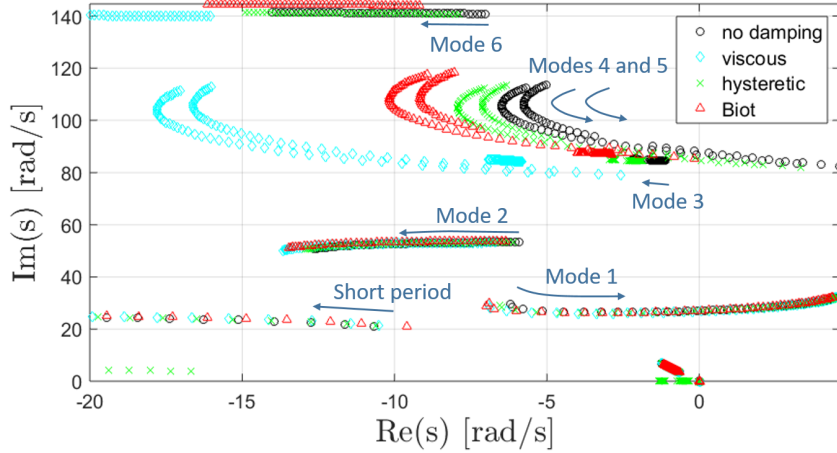 140
120
100
80
60
40
20
0
Im(s) [rad/s]
-20
-15
-10
-5
0
Re(s) [rad/s]
no damping
viscous
hysteretic
Biot
Mode 6
Modes 4 and 5
Mode 3
Mode 2
Mode 1
Short period